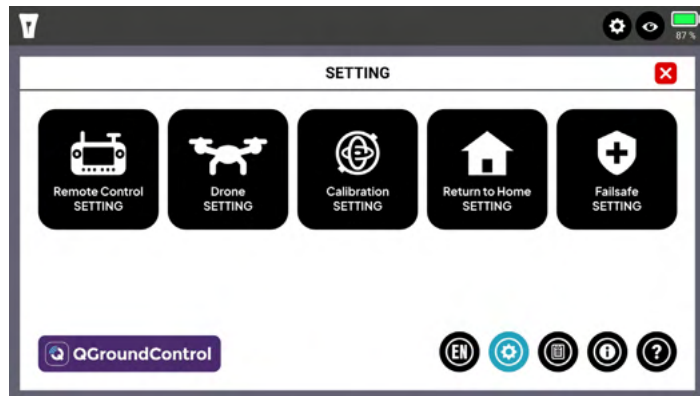 87 %
SETTING
Remote Control
SETTING
Drone
SETTING
Calibration
SETTING
Return to Home
SETTING
Failsafe
SETTING
QGroundControl
EN